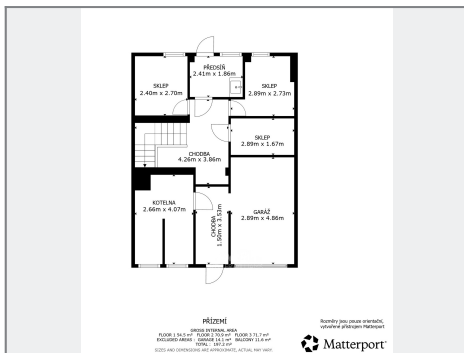 PŘEDSÍŇ
2.41m x 1.86m
SKLEP
2.40m x 2.70m
SKLEP
2.89m x 2.73m
SKLEP
2.89m x 1.67m
CHODBA
4.26m x 3.86m
KOTELNA
2.66m x 4.07m
CHODBA
1.50m x 3.53m
GARÁŽ
2.89m x 4.86m
PŘÍZEMÍ
GROSS INTERNAL AREA
FLOOR 1 54.5 m² FLOOR 2 70.9 m² FLOOR 3 71.7 m²
EXCLUDED AREAS : GARAGE 14.1 m² BALCONY 11.6 m²
TOTAL : 197.2 m²
SIZES AND DIMENSIONS ARE APPROXIMATE, ACTUAL MAY VARY.
Rozměry jsou pouze orientační,
vytvořené přístrojem Matterport
Matterport